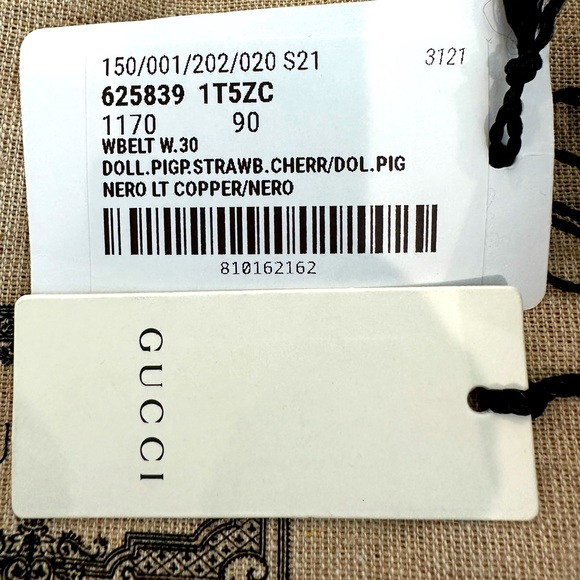 150/001/202/020 S21 3121
625839 1T5ZC
1170 90
WBELT W.30
DOLL.PIGP.STRAWB.CHERR/DOL.PIG
NERO LT COPPER/NERO
810162162
GUCCI